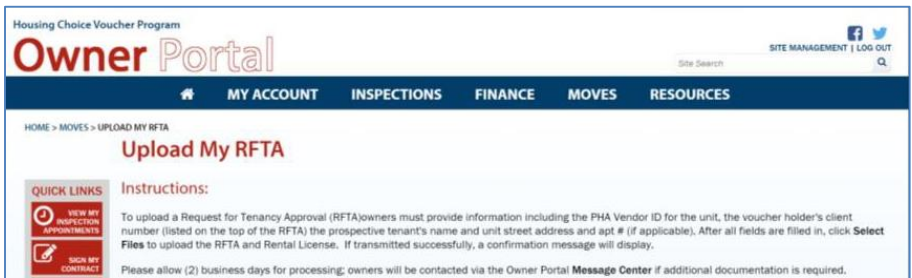 Housing Choice Voucher Program
Owner Portal
SITE MANAGEMENT | LOG OUT
Site Search
MY ACCOUNT INSPECTIONS FINANCE MOVES RESOURCES
HOME > MOVES > UPLOAD MY RFTA
Upload My RFTA
QUICK LINKS
VIEW MY
INSPECTION
APPOINTMENTS
SIGN MY
CONTRACT
Instructions:
To upload a Request for Tenancy Approval (RFTA)owners must provide information including the PHA Vendor ID for the unit, the voucher holder's client
number (listed on the top of the RFTA) the prospective tenant's name and unit street address and apt # (if applicable). After all fields are filled in, click Select
Files to upload the RFTA and Rental License. If transmitted successfully, a confirmation message will display.
Please allow (2) business days for processing; owners will be contacted via the Owner Portal Message Center if additional documentation is required.